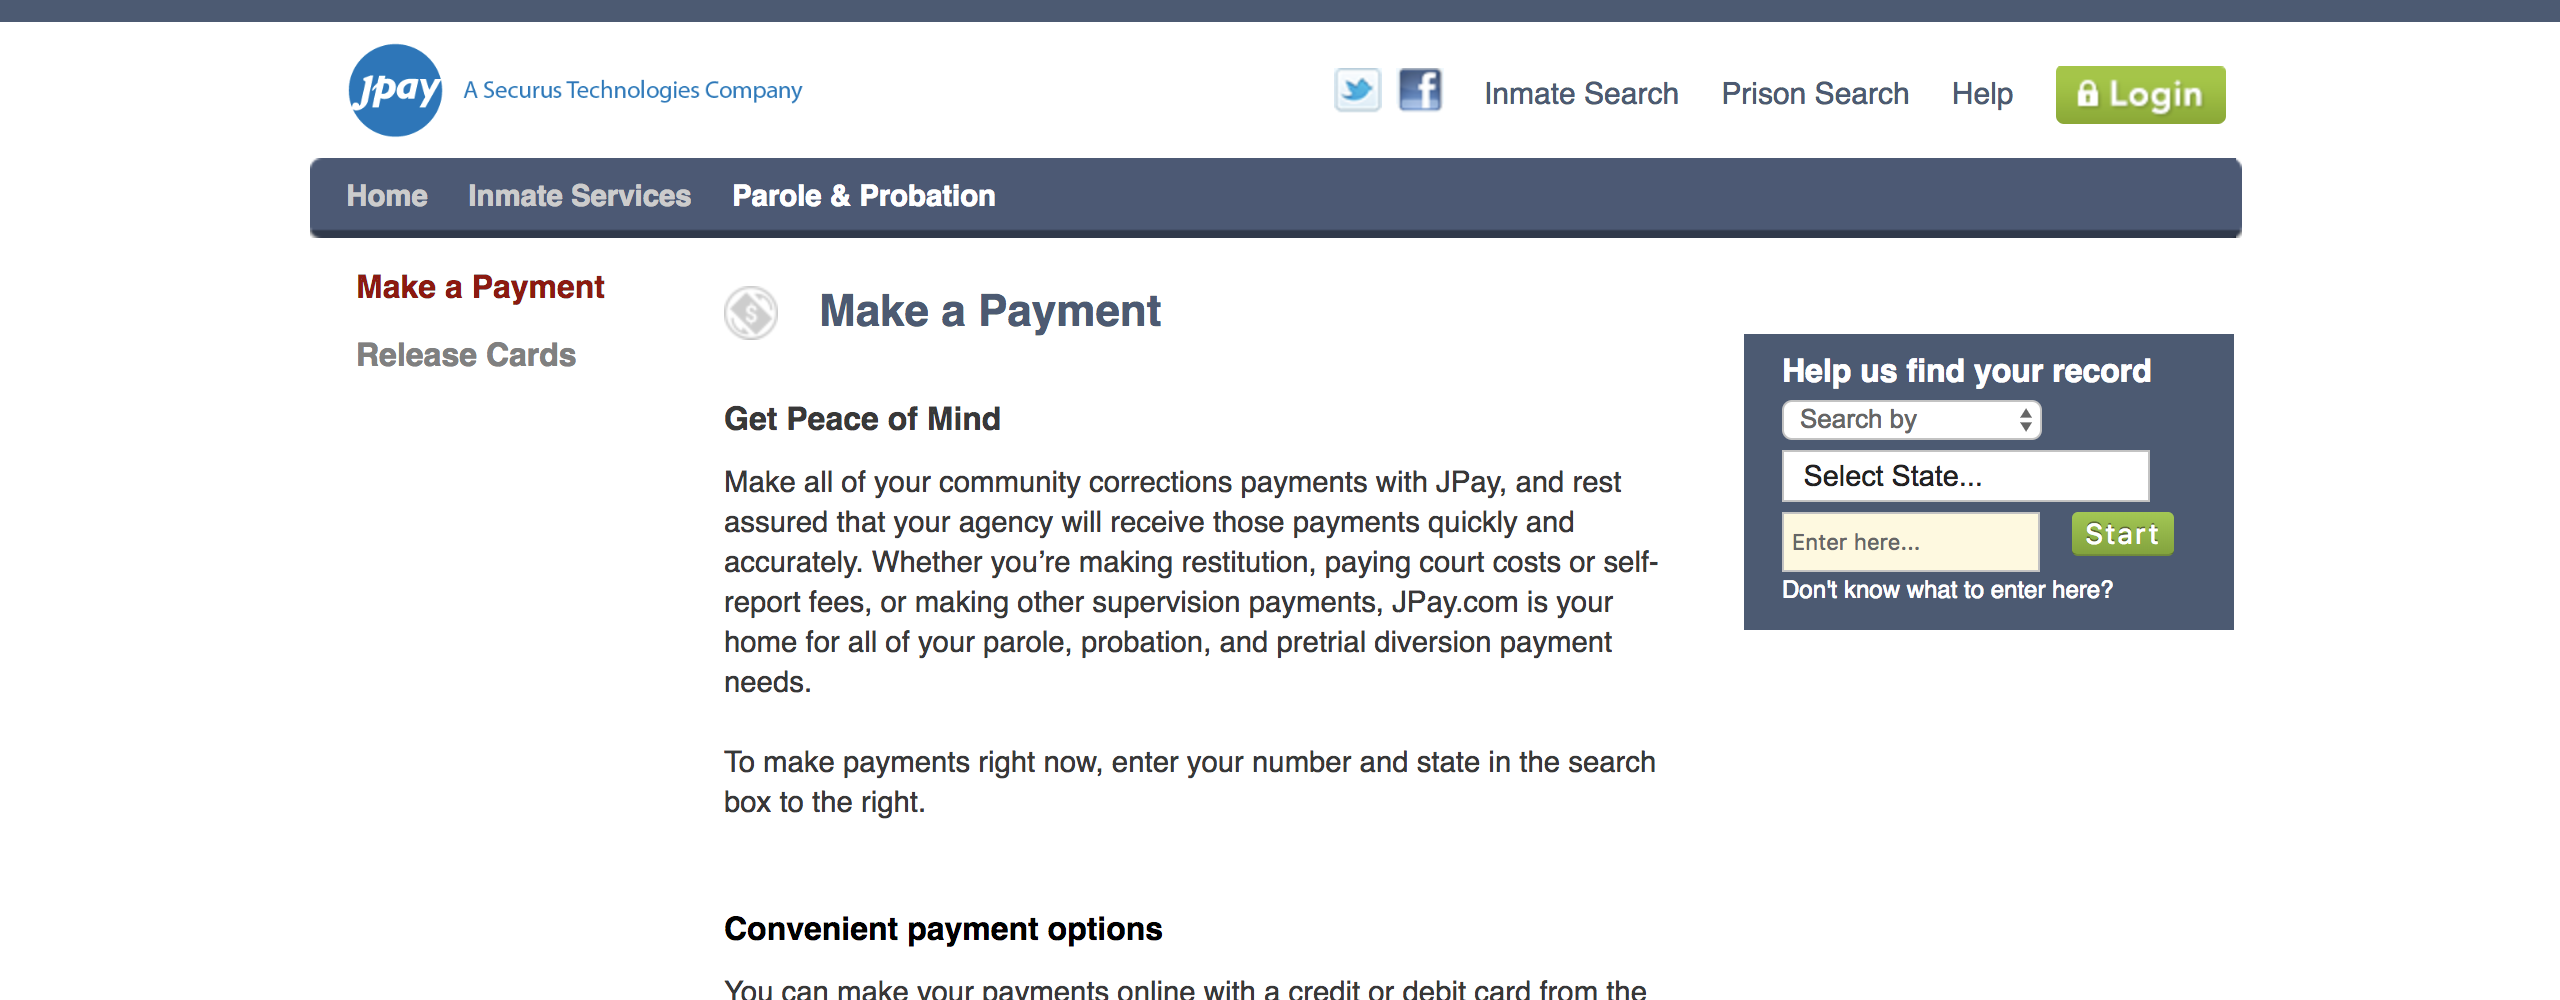 Jpay A Securus Technologies Company
f Inmate Search Prison Search Help Login
Home Inmate Services Parole & Probation
Make a Payment
Release Cards
$ Make a Payment
Get Peace of Mind
Make all of your community corrections payments with JPay, and rest
assured that your agency will receive those payments quickly and
accurately. Whether you’re making restitution, paying court costs or self-
report fees, or making other supervision payments, JPay.com is your
home for all of your parole, probation, and pretrial diversion payment
needs.
To make payments right now, enter your number and state in the search
box to the right.
Convenient payment options
You can make your payments online with a credit or debit card from the
Help us find your record
Search by
Select State...
Enter here...
Start
Don't know what to enter here?